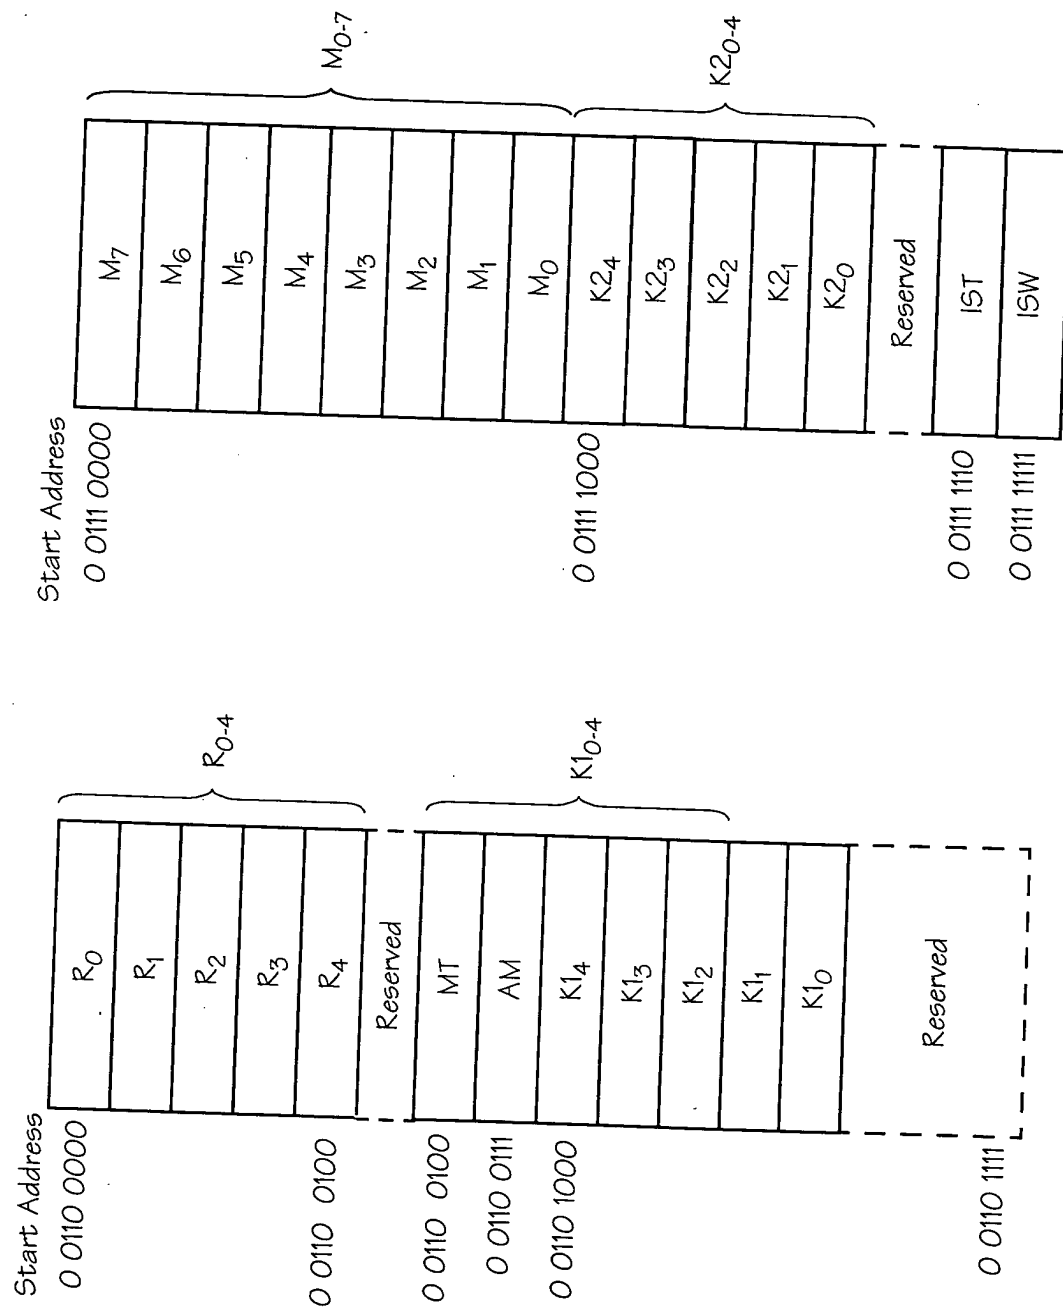 Start Address
0 0110 0000
R0
R1
R2
R3
0 0110 0100
R4
R0-4
Reserved
0 0110 0100
MT
0 0110 0111
AM
0 0110 1000
K14
K13
K12
K11
K10
K10-4
Reserved
0 0110 1111
Start Address
0 0111 0000
M7
M6
M5
M4
M3
M2
M1
M0
M0-7
0 0111 1000
K24
K23
K22
K21
K20
K20-4
Reserved
0 0111 1110
IST
0 0111 11111
ISW